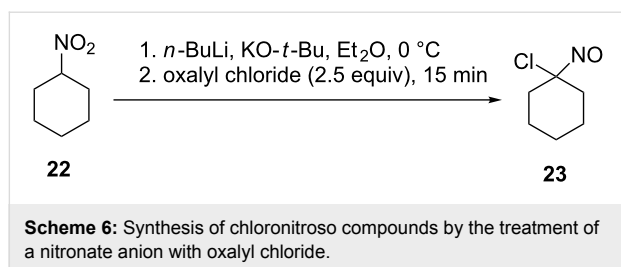 NO₂
1. n-BuLi, KO-t-Bu, Et₂O, 0 °C
2. oxalyl chloride (2.5 equiv), 15 min
Cl NO
22
23
Scheme 6: Synthesis of chloronitroso compounds by the treatment of
a nitronate anion with oxalyl chloride.